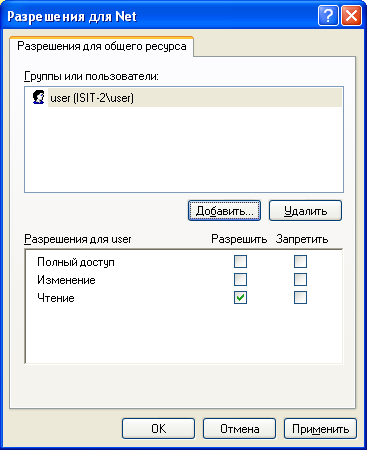 Разрешения для Net
Разрешения для общего ресурса
Группы или пользователи:
user (ISIT-2\user)
Добавить...
Удалить
Разрешения для user
Разрешить
Запретить
Полный доступ
Изменение
Чтение
OK
Отмена
Применить